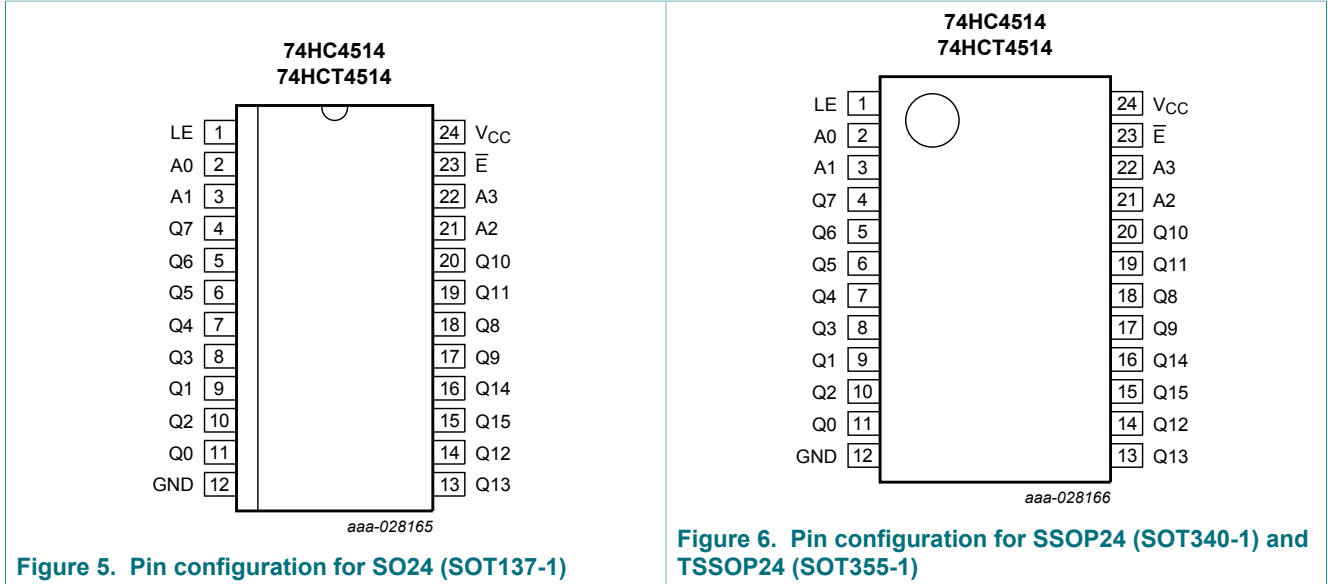 74HC4514
74HCT4514
LE 1
24 VCC
A0 2
23 E̅
A1 3
22 A3
Q7 4
21 A2
Q6 5
20 Q10
Q5 6
19 Q11
Q4 7
18 Q8
Q3 8
17 Q9
Q1 9
16 Q14
Q2 10
15 Q15
Q0 11
14 Q12
GND 12
13 Q13
aaa-028165
Figure 5. Pin configuration for SO24 (SOT137-1)
74HC4514
74HCT4514
LE 1
24 VCC
A0 2
23 E̅
A1 3
22 A3
Q7 4
21 A2
Q6 5
20 Q10
Q5 6
19 Q11
Q4 7
18 Q8
Q3 8
17 Q9
Q1 9
16 Q14
Q2 10
15 Q15
Q0 11
14 Q12
GND 12
13 Q13
aaa-028166
Figure 6. Pin configuration for SSOP24 (SOT340-1) and
TSSOP24 (SOT355-1)